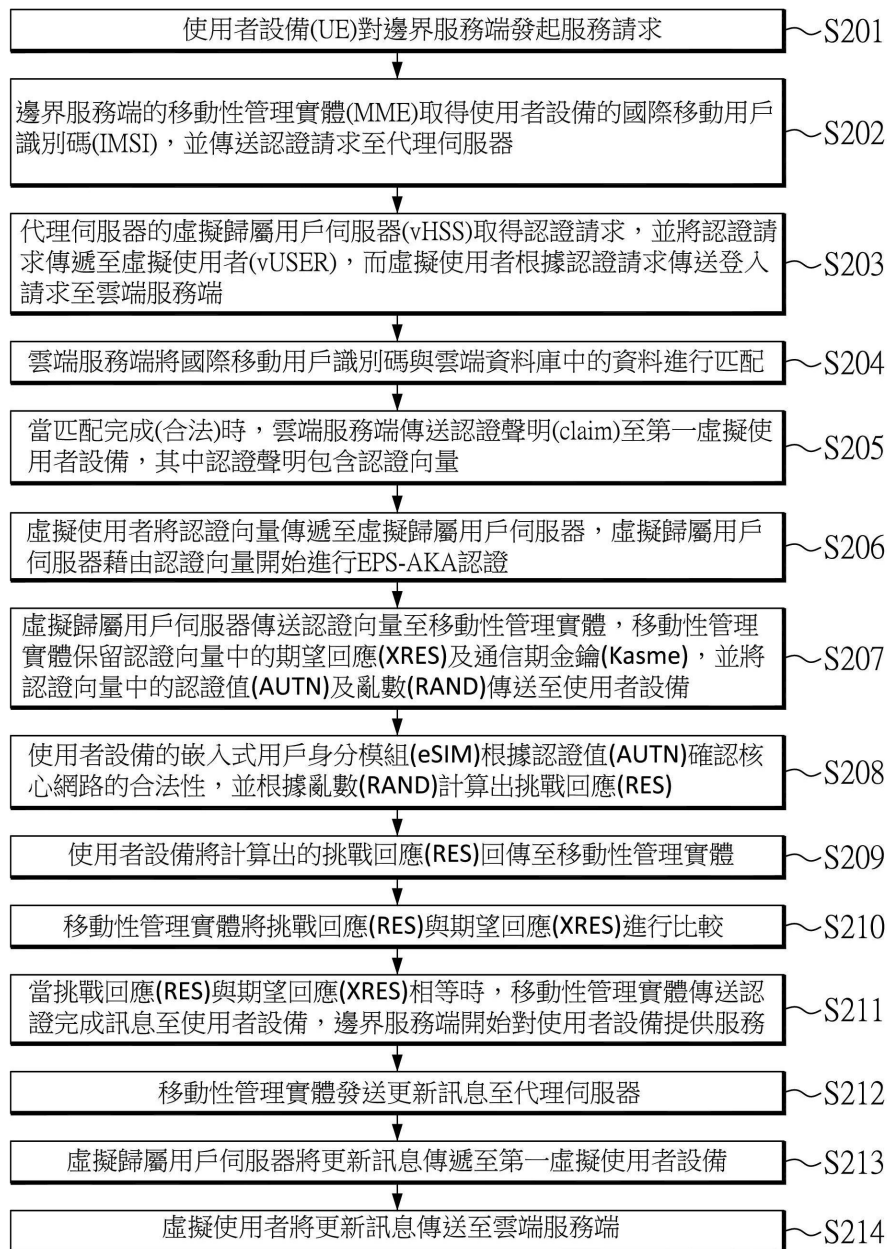 使用者設備(UE)對邊界服務端發起服務請求
S201
邊界服務端的移動性管理實體(MME)取得使用者設備的國際移動用戶
識別碼(IMSI)，並傳送認證請求至代理伺服器
S202
代理伺服器的虛擬歸屬用戶伺服器(vHSS)取得認證請求，並將認證請
求傳遞至虛擬使用者(vUSER)，而虛擬使用者根據認證請求傳送登入
請求至雲端服務端
S203
雲端服務端將國際移動用戶識別碼與雲端資料庫中的資料進行匹配
S204
當匹配完成(合法)時，雲端服務端傳送認證聲明(claim)至第一虛擬使
用者設備，其中認證聲明包含認證向量
S205
虛擬使用者將認證向量傳遞至虛擬歸屬用戶伺服器，虛擬歸屬用戶
伺服器藉由認證向量開始進行EPS-AKA認證
S206
虛擬歸屬用戶伺服器傳送認證向量至移動性管理實體，移動性管理
實體保留認證向量中的期望回應(XRES)及通信期金鑰(Kasme)，並將
認證向量中的認證值(AUTN)及亂數(RAND)傳送至使用者設備
S207
使用者設備的嵌入式用戶身分模組(eSIM)根據認證值(AUTN)確認核
心網路的合法性，並根據亂數(RAND)計算出挑戰回應(RES)
S208
使用者設備將計算出的挑戰回應(RES)回傳至移動性管理實體
S209
移動性管理實體將挑戰回應(RES)與期望回應(XRES)進行比較
S210
當挑戰回應(RES)與期望回應(XRES)相等時，移動性管理實體傳送認
證完成訊息至使用者設備，邊界服務端開始對使用者設備提供服務
S211
移動性管理實體發送更新訊息至代理伺服器
S212
虛擬歸屬用戶伺服器將更新訊息傳遞至第一虛擬使用者設備
S213
虛擬使用者將更新訊息傳送至雲端服務端
S214